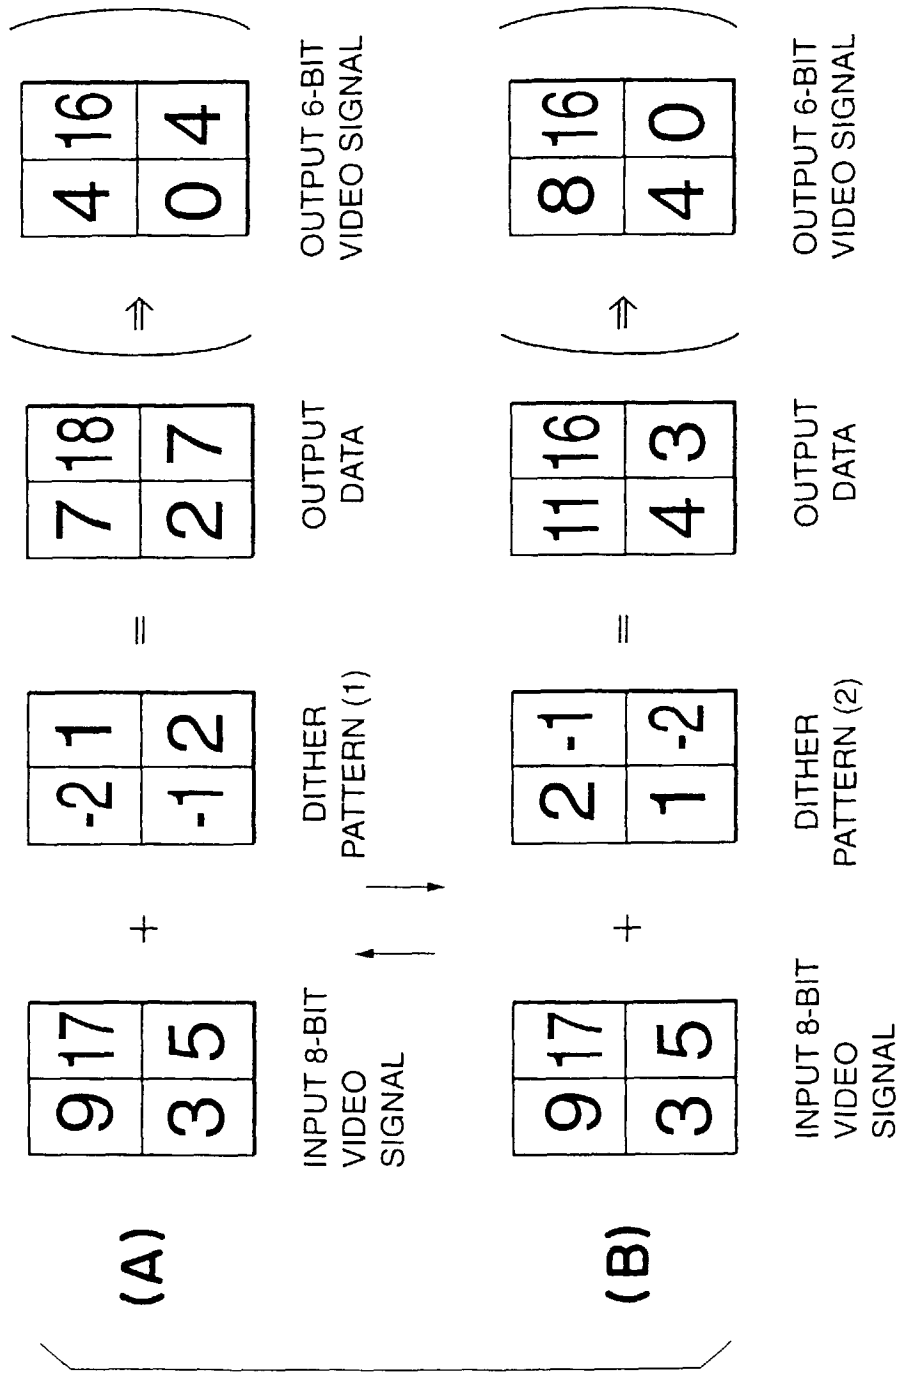 (A)
9 17 + -2 1 = 7 18 ( ⇒ 4 16 )
3 5 -1 2 2 7 0 4
INPUT 8-BIT
VIDEO
SIGNAL
DITHER
PATTERN (1)
OUTPUT
DATA
OUTPUT 6-BIT
VIDEO SIGNAL
(B)
9 17 + 2 -1 = 11 16 ( ⇒ 8 16 )
3 5 1 -2 4 3 4 0
INPUT 8-BIT
VIDEO
SIGNAL
DITHER
PATTERN (2)
OUTPUT
DATA
OUTPUT 6-BIT
VIDEO SIGNAL